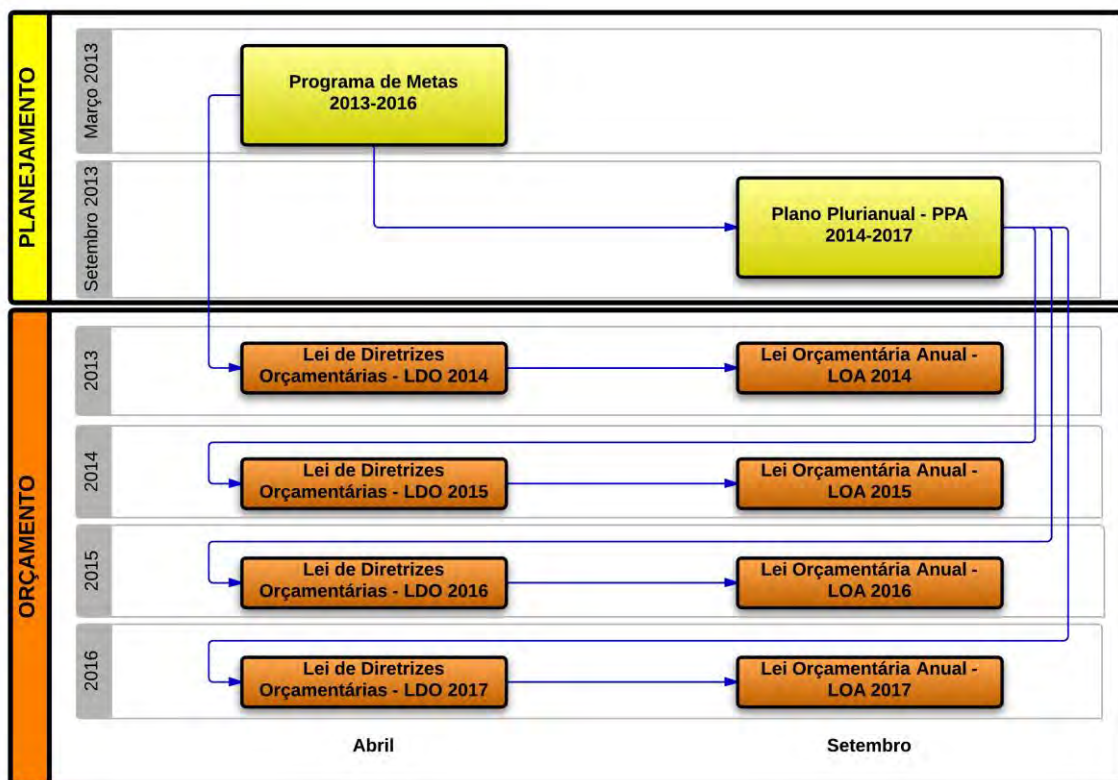 PLANEJAMENTO
Março 2013
Programa de Metas
2013-2016
Setembro 2013
Plano Plurianual - PPA
2014-2017
ORÇAMENTO
2013
Lei de Diretrizes
Orçamentárias - LDO 2014
Lei Orçamentária Anual -
LOA 2014
2014
Lei de Diretrizes
Orçamentárias - LDO 2015
Lei Orçamentária Anual -
LOA 2015
2015
Lei de Diretrizes
Orçamentárias - LDO 2016
Lei Orçamentária Anual -
LOA 2016
2016
Lei de Diretrizes
Orçamentárias - LDO 2017
Lei Orçamentária Anual -
LOA 2017
Abril
Setembro